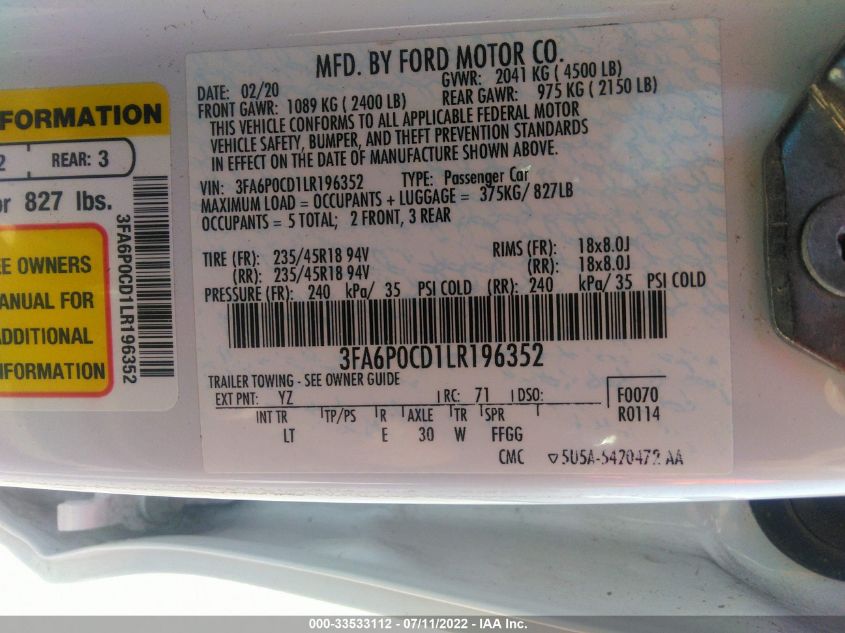 MFD. BY FORD MOTOR CO.
DATE: 02/20 GVWR: 2041 KG ( 4500 LB)
FRONT GAWR: 1089 KG ( 2400 LB) REAR GAWR: 975 KG ( 2150 LB)
THIS VEHICLE CONFORMS TO ALL APPLICABLE FEDERAL MOTOR
VEHICLE SAFETY, BUMPER, AND THEFT PREVENTION STANDARDS
IN EFFECT ON THE DATE OF MANUFACTURE SHOWN ABOVE.
VIN: 3FA6P0CD1LR196352 TYPE: Passenger Car
MAXIMUM LOAD = OCCUPANTS + LUGGAGE = 375KG/ 827LB
OCCUPANTS = 5 TOTAL; 2 FRONT, 3 REAR
TIRE (FR): 235/45R18 94V RIMS (FR): 18x8.0J
(RR): 235/45R18 94V (RR): 18x8.0J
PRESSURE (FR): 240 kPa/ 35 PSI COLD (RR): 240 kPa/ 35 PSI COLD
3FA6P0CD1LR196352
TRAILER TOWING - SEE OWNER GUIDE
EXT PNT: YZ RC: 71 DSO: F0070
R0114
INT TR TP/PS R AXLE TR SPR
LT E 30 W FFGG
CMC ▽5U5A-5420472 AA
FORMATION
2 REAR: 3
or 827 lbs.
EE OWNERS
ANUAL FOR
ADDITIONAL
NFORMATION
3FA6P0CD1LR196352
000-33533112 - 07/11/2022 - IAA Inc.